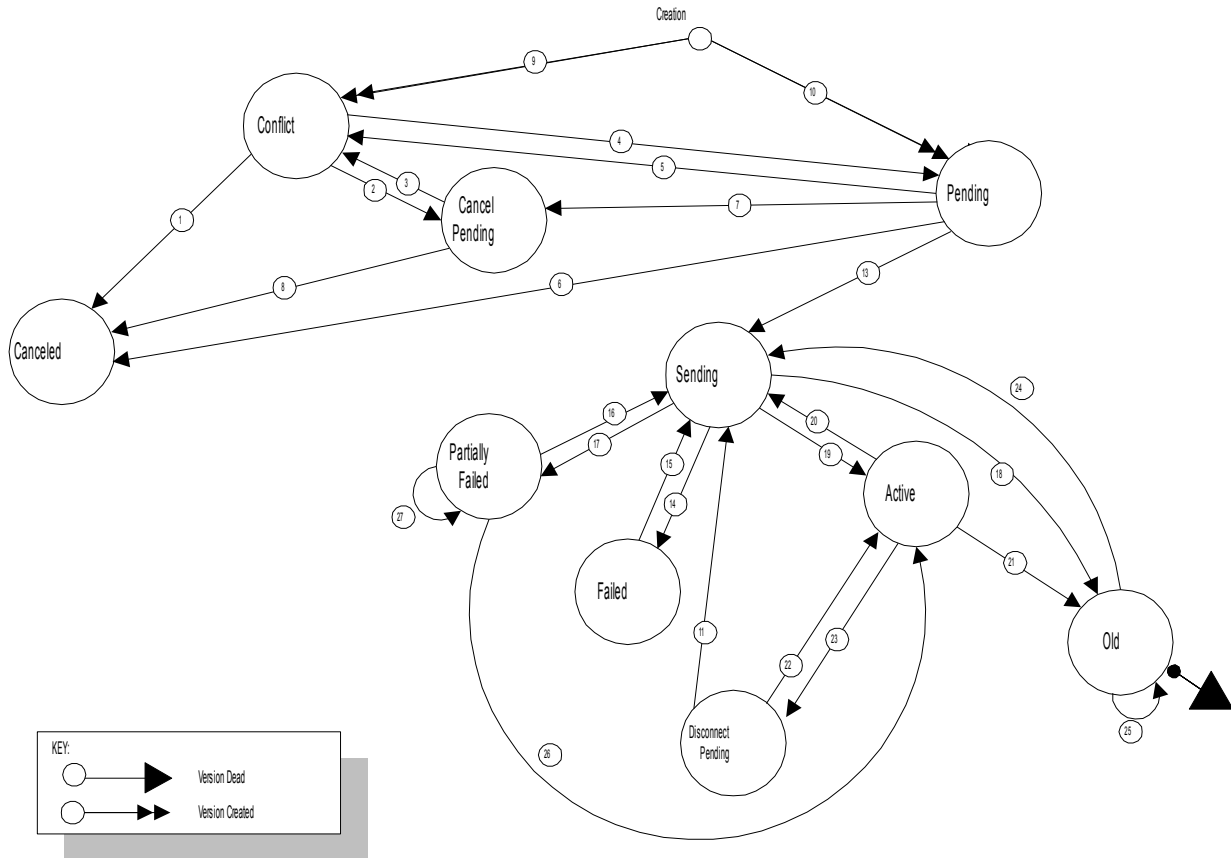 Creation
9
10
Conflict
4
5
Pending
3
2
Cancel
Pending
7
1
8
6
13
Canceled
Sending
24
16
17
20
19
Partially
Failed
15
18
Active
14
27
21
Failed
11
23
22
Old
Disconnect
Pending
25
26
KEY:
Version Dead
Version Created